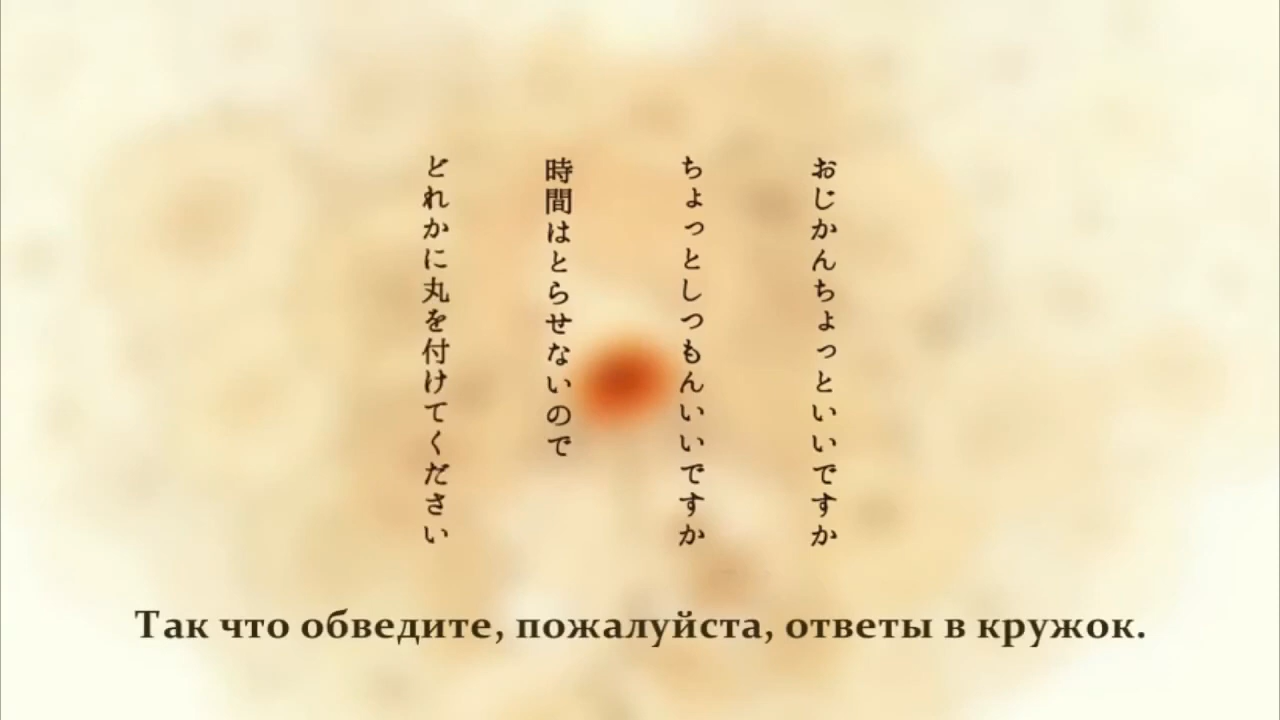 おじかんちょっといいですか
ちょっとしつもんいいですか
時間はとらせないので
どれかに丸を付けてください
Так что обведите, пожалуйста, ответы в кружок.